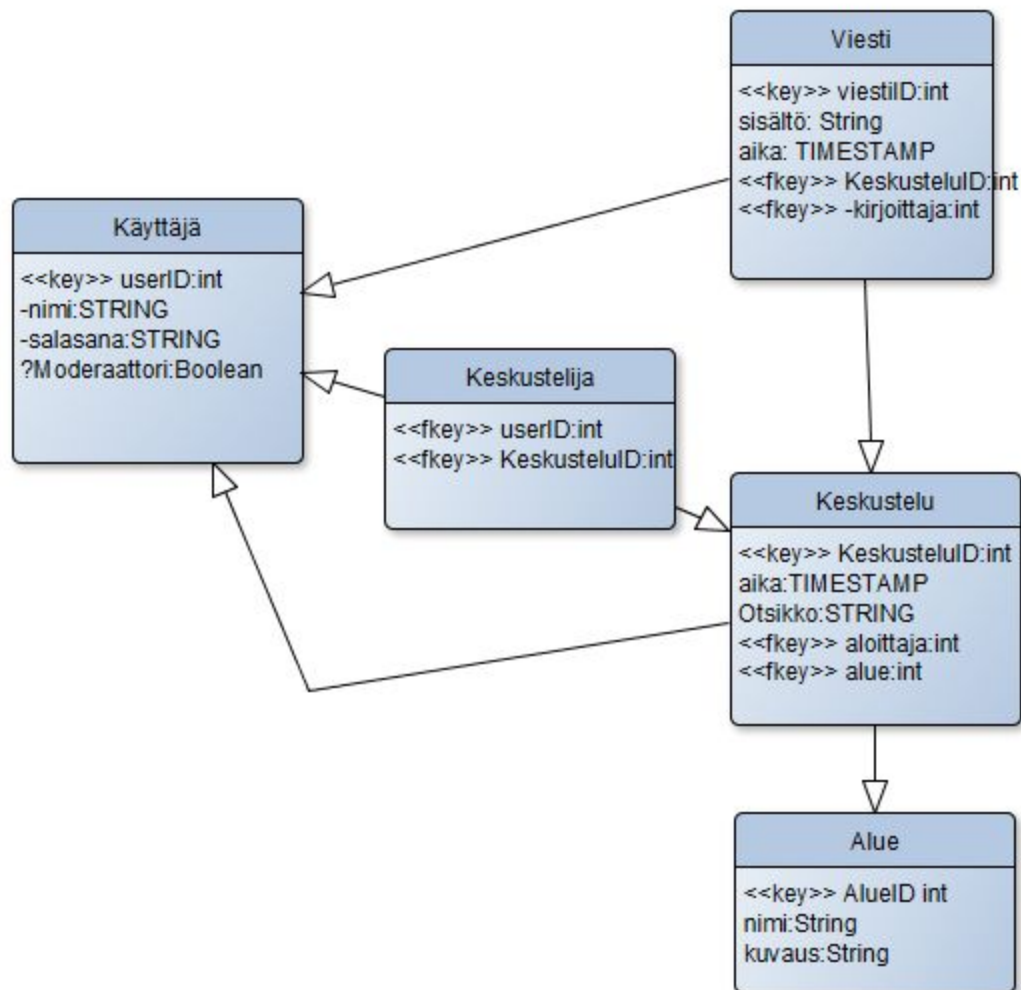 Viesti
<<key>> viestiID:int
sisältö: String
aika: TIMESTAMP
<<fkey>> KeskusteluID:int
<<fkey>> -kirjoittaja:int
Käyttäjä
<<key>> userID:int
-nimi:STRING
-salasana:STRING
?Moderaattori:Boolean
Keskustelija
<<fkey>> userID:int
<<fkey>> KeskusteluID:int
Keskustelu
<<key>> KeskusteluID:int
aika:TIMESTAMP
Otsikko:STRING
<<fkey>> aloittaja:int
<<fkey>> alue:int
Alue
<<key>> AlueID int
nimi:String
kuvaus:String